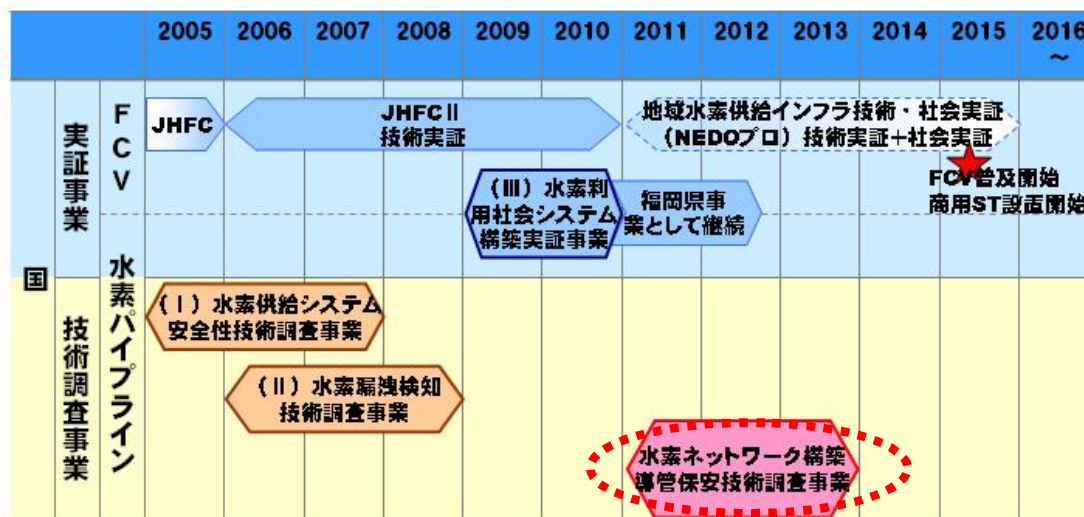 2005 2006 2007 2008 2009 2010 2011 2012 2013 2014 2015 2016
～
国
実証事業
FCV
JHFC
JHFCⅡ
技術実証
地域水素供給インフラ技術・社会実証
（NEDOプロ）技術実証＋社会実証
FCV普及開始
商用ST設置開始
（Ⅲ）水素利
用社会システム
構築実証事業
福岡県事
業として継続
水素パイプライン
技術調査事業
（Ⅰ）水素供給システム
安全性技術調査事業
（Ⅱ）水素漏洩検知
技術調査事業
水素ネットワーク構築
導管保安技術調査事業